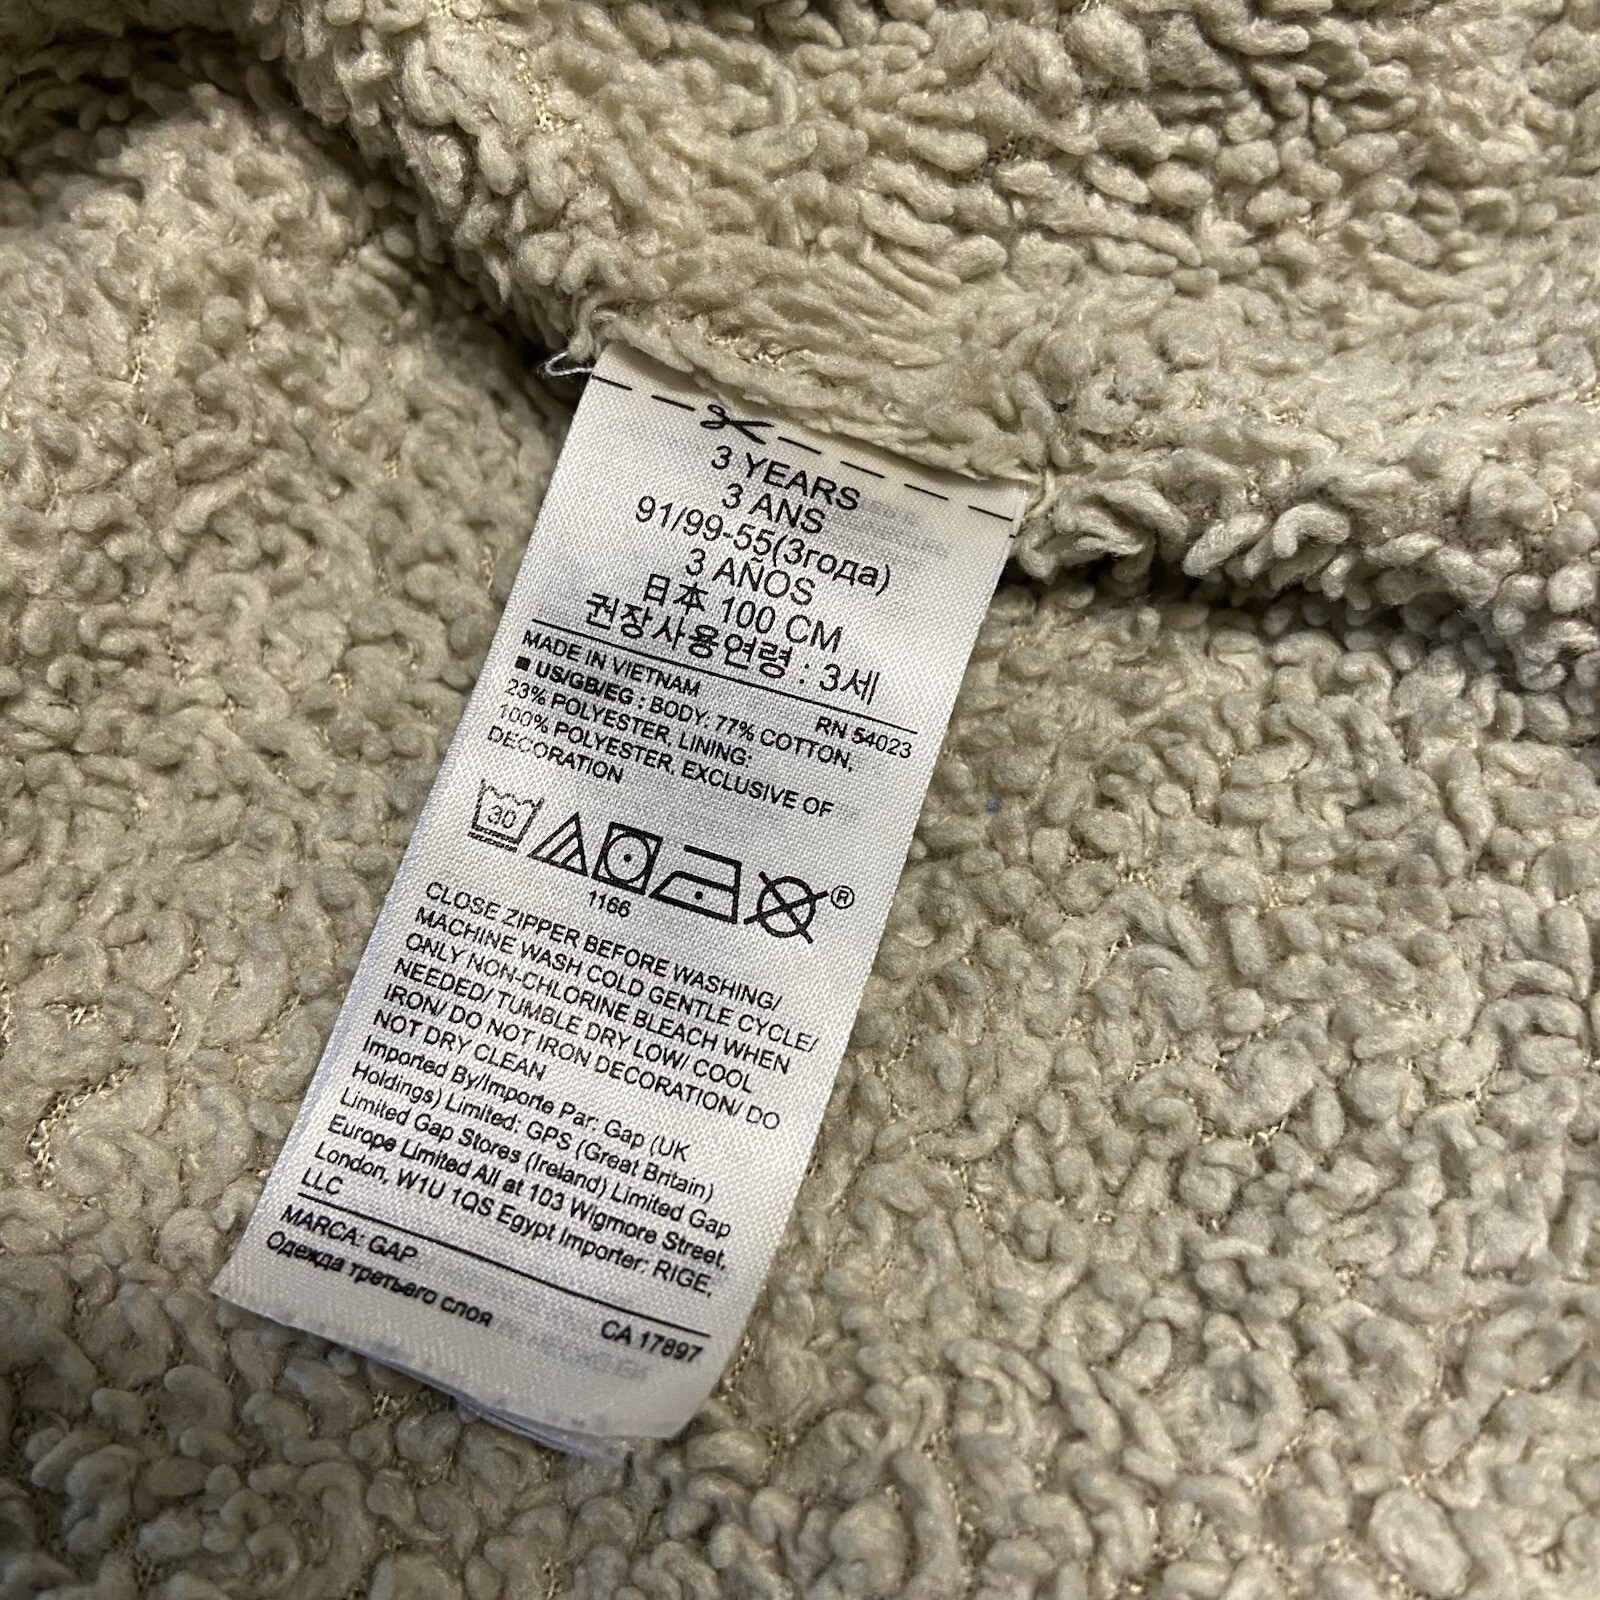 3 YEARS
3 ANS
91/99-55(3года)
3 AÑOS
日本 100 CM
권장사용연령 : 3세
MADE IN VIETNAM
RN 54023
■ US/GB/EG : BODY: 77% COTTON,
23% POLYESTER, LINING:
100% POLYESTER, EXCLUSIVE OF
DECORATION
30
1166
®
CLOSE ZIPPER BEFORE WASHING/
MACHINE WASH COLD GENTLE CYCLE/
ONLY NON-CHLORINE BLEACH WHEN
NEEDED/ TUMBLE DRY LOW/ COOL
IRON/ DO NOT IRON DECORATION/ DO
NOT DRY CLEAN
Imported By/Importe Par: Gap (UK
Holdings) Limited: GPS (Great Britain)
Limited Gap Stores (Ireland) Limited Gap
Europe Limited All at 103 Wigmore Street,
London, W1U 1QS Egypt Importer: RIGE,
LLC
MARCA: GAP
CA 17897
Одежда третьего слоя